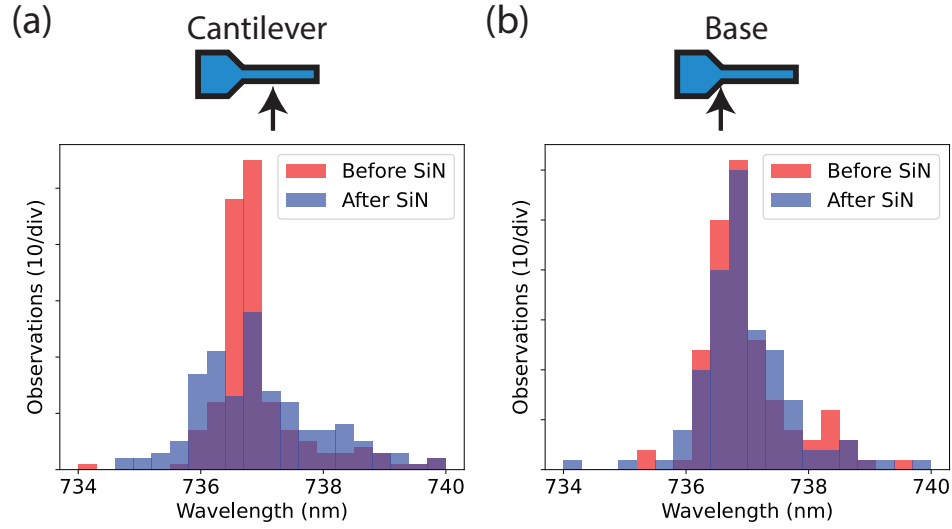 (a)
Cantilever
Observations (10/div)
Before SiN
After SiN
734
736
738
740
Wavelength (nm)
(b)
Base
Observations (10/div)
Before SiN
After SiN
734
736
738
740
Wavelength (nm)